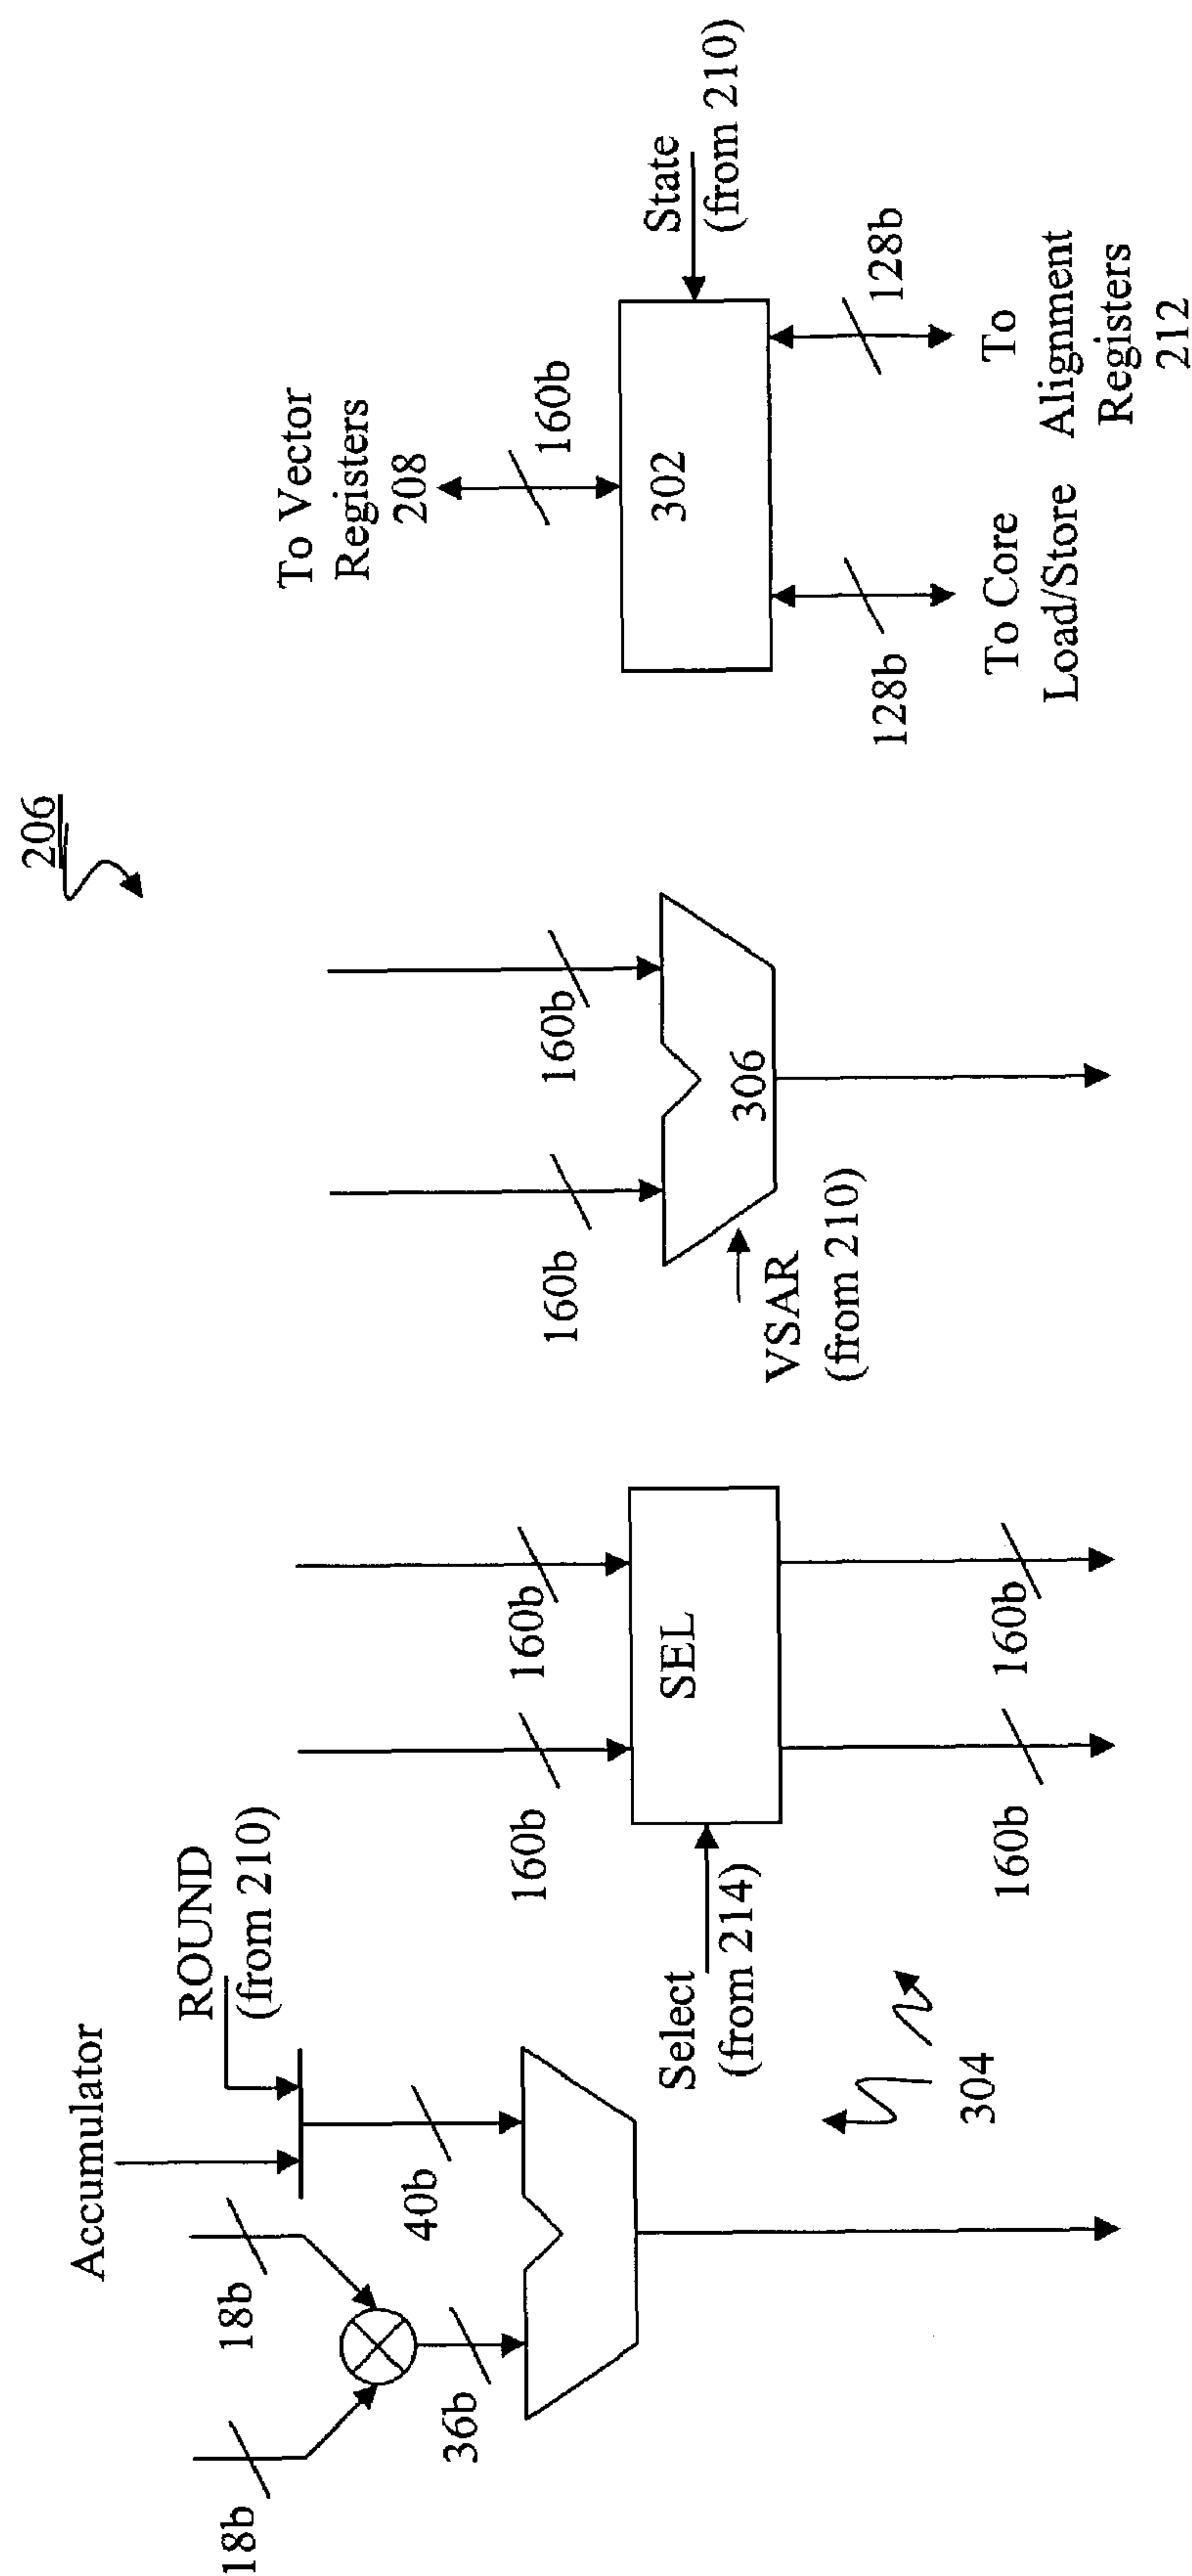 206
Accumulator
ROUND
(from 210)
18b
18b
36b
40b
160b
160b
SEL
Select
(from 214)
160b
160b
304
160b
160b
306
VSAR
(from 210)
To Vector
Registers
208
160b
302
State
(from 210)
128b
128b
To Core
Load/Store
To
Alignment
Registers
212